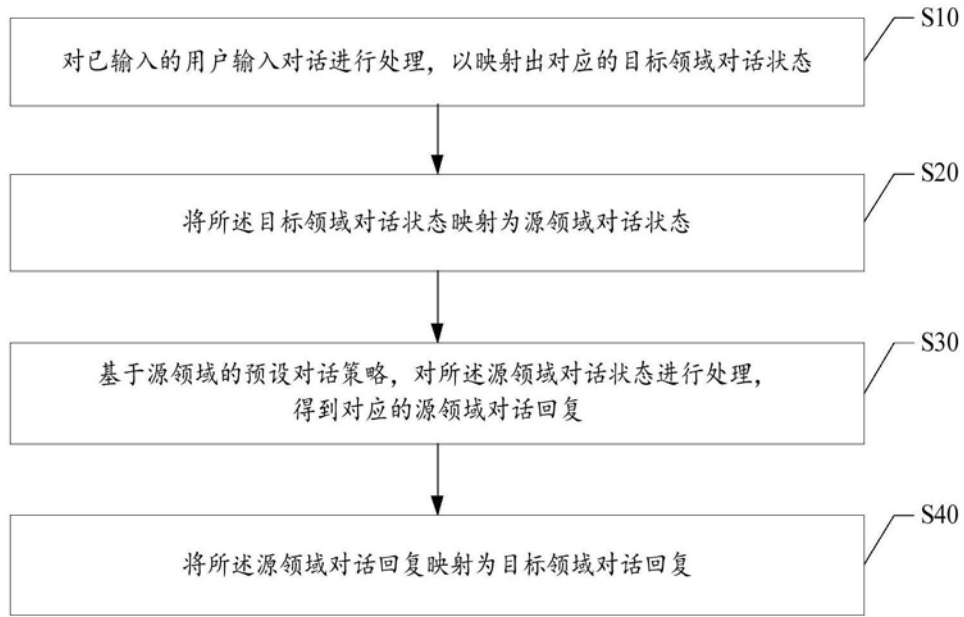 S10
对已输入的用户输入对话进行处理，以映射出对应的目标领域对话状态
S20
将所述目标领域对话状态映射为源领域对话状态
S30
基于源领域的预设对话策略，对所述源领域对话状态进行处理，
得到对应的源领域对话回复
S40
将所述源领域对话回复映射为目标领域对话回复